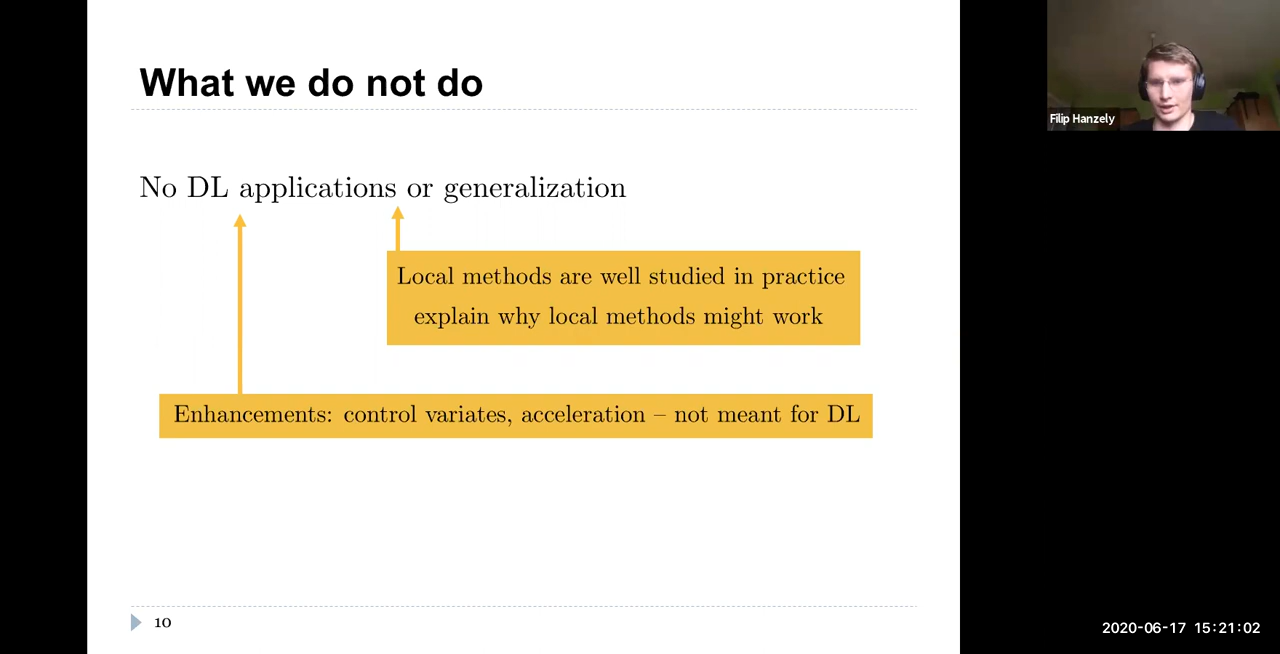 What we do not do
No DL applications or generalization
Local methods are well studied in practice
explain why local methods might work
Enhancements: control variates, acceleration – not meant for DL
10
Filip Hanzely
2020-06-17 15:21:02